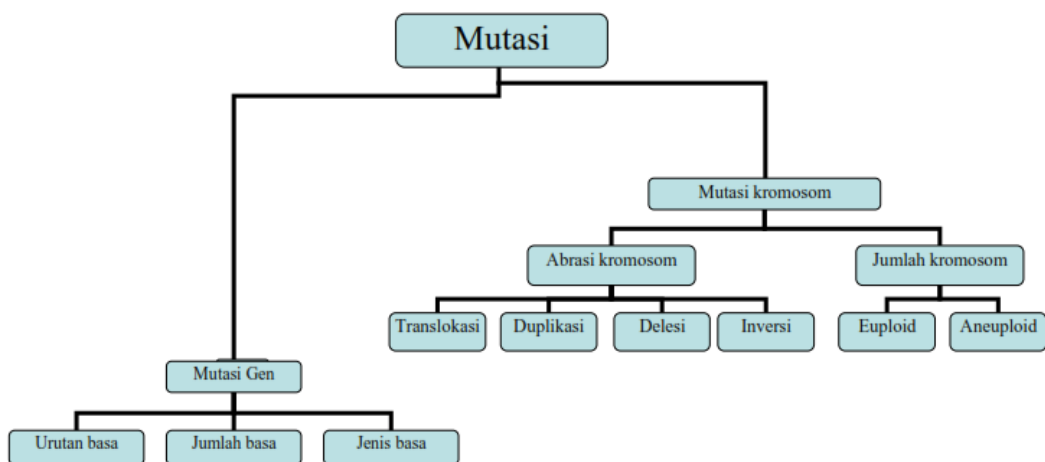 Mutasi
Mutasi kromosom
Abrasi kromosom
Jumlah kromosom
Translokasi
Duplikasi
Delesi
Inversi
Euploid
Aneuploid
Mutasi Gen
Urutan basa
Jumlah basa
Jenis basa